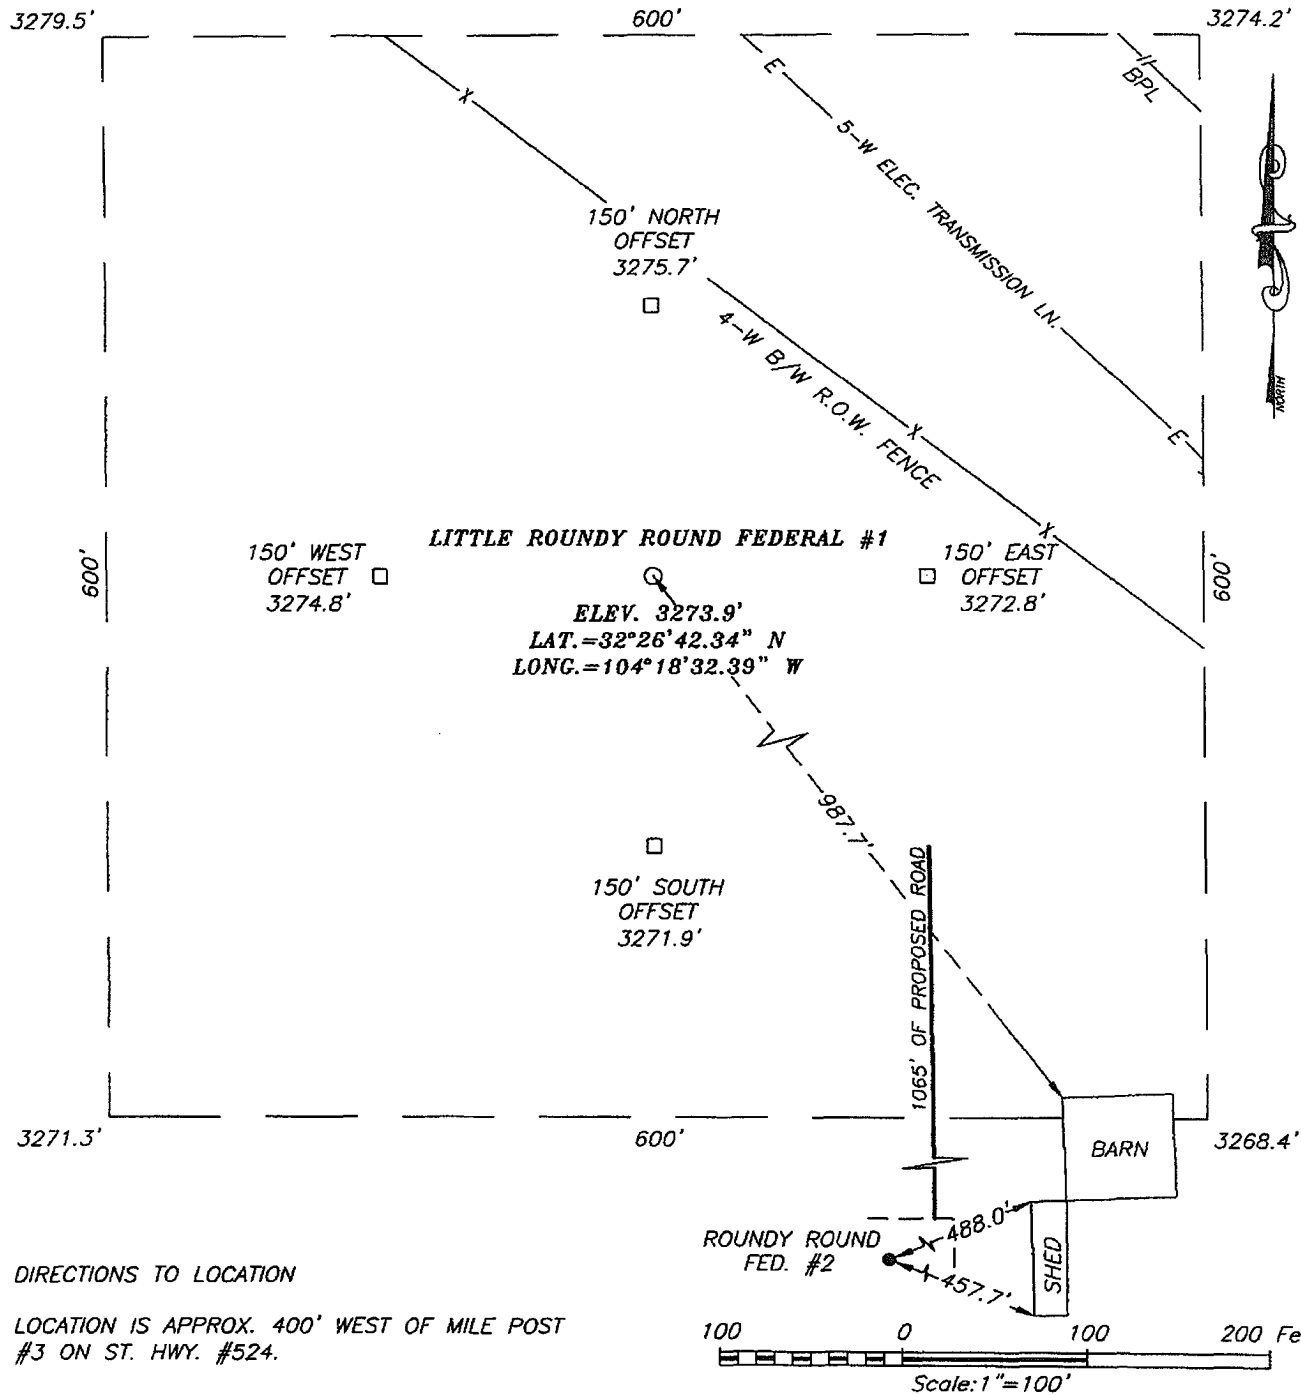 3279.5'
600'
3274.2'
X
E
BPL
5-W ELEC. TRANSMISSION LN.
150' NORTH
OFFSET
3275.7'
NORTH
4-W B/W R.O.W. FENCE
X
E
X
LITTLE ROUNDY ROUND FEDERAL #1
150' WEST
OFFSET
3274.8'
150' EAST
OFFSET
3272.8'
600'
600'
ELEV. 3273.9'
LAT.=32°26'42.34" N
LONG.=104°18'32.39" W
987.7'
150' SOUTH
OFFSET
3271.9'
1065' OF PROPOSED ROAD
3271.3'
600'
3268.4'
BARN
ROUNDY ROUND
FED. #2
488.0'
457.7'
SHED
DIRECTIONS TO LOCATION
LOCATION IS APPROX. 400' WEST OF MILE POST
#3 ON ST. HWY. #524.
100 0 100 200 Fe
Scale:1"=100'